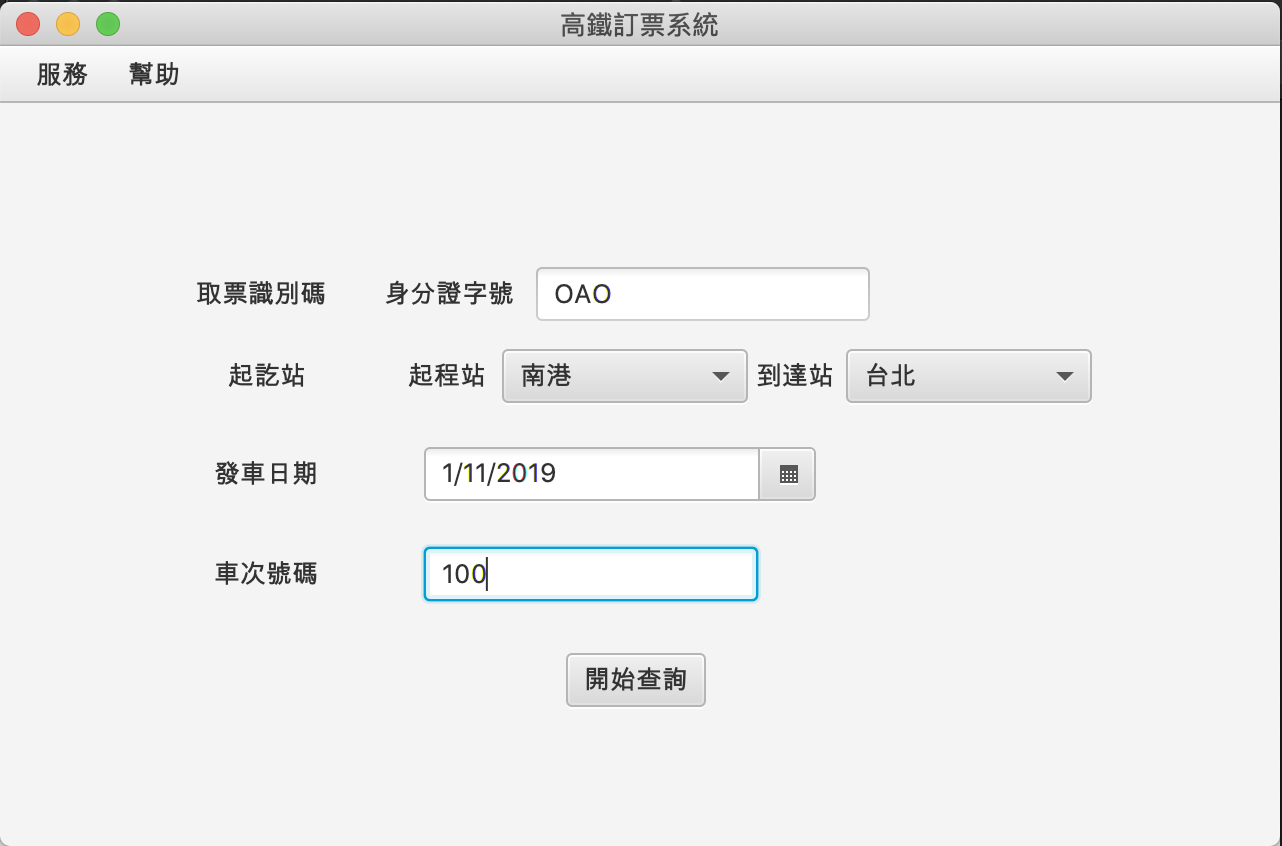 高鐵訂票系統
服務 幫助
取票識別碼 身分證字號 OAO
起訖站 起程站 南港 到達站 台北
發車日期 1/11/2019
車次號碼 100
開始查詢